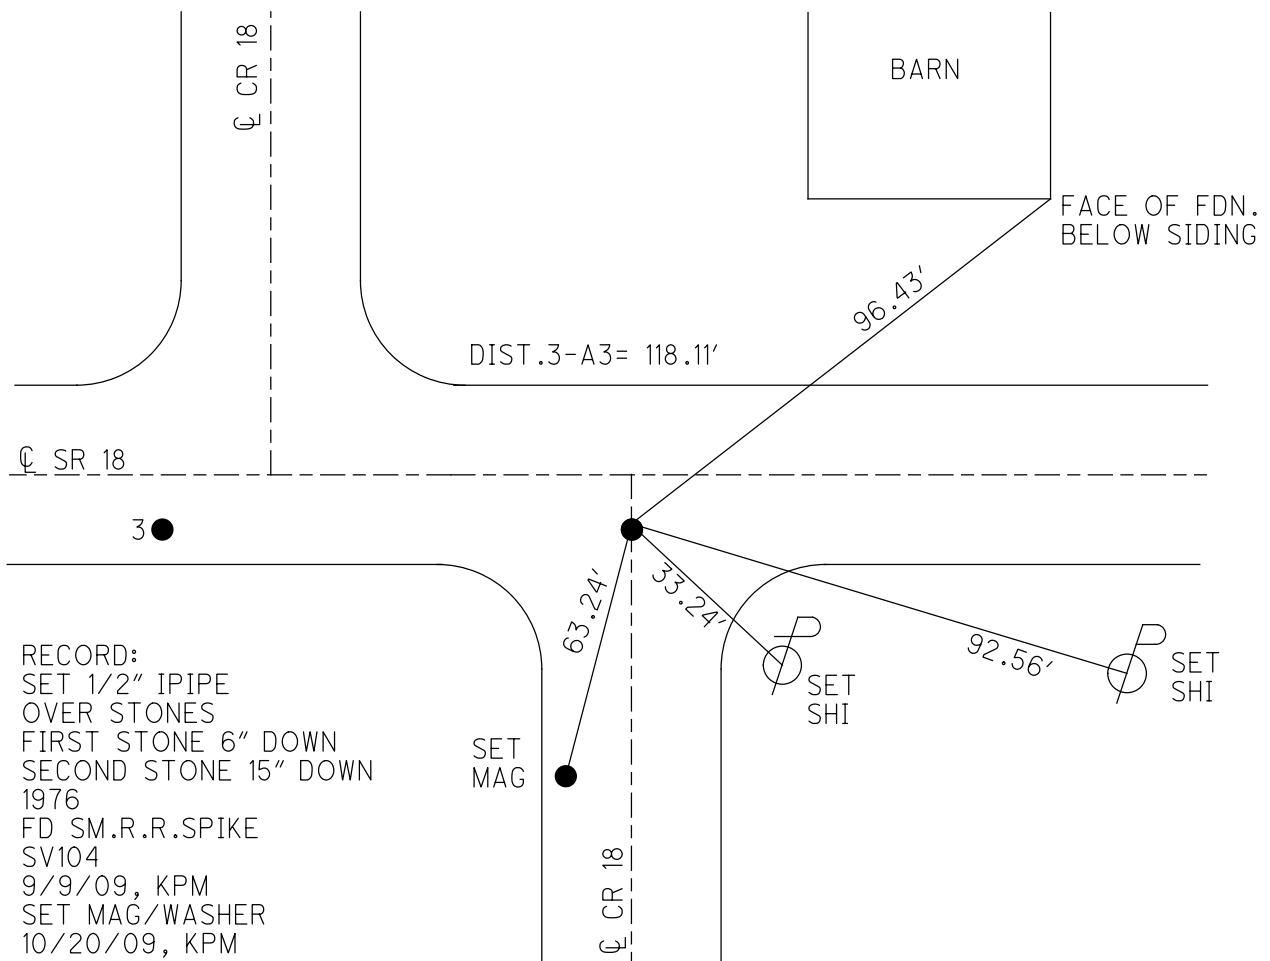 ℄ CR 18
BARN
FACE OF FDN.
BELOW SIDING
96.43′
DIST.3-A3= 118.11′
℄ SR 18
3
63.24′
33.24′
92.56′
SET
SHI
SET
SHI
SET
MAG
RECORD:
SET 1/2″ IPIPE
OVER STONES
FIRST STONE 6″ DOWN
SECOND STONE 15″ DOWN
1976
FD SM.R.R.SPIKE
SV104
9/9/09, KPM
SET MAG/WASHER
10/20/09, KPM
℄ CR 18